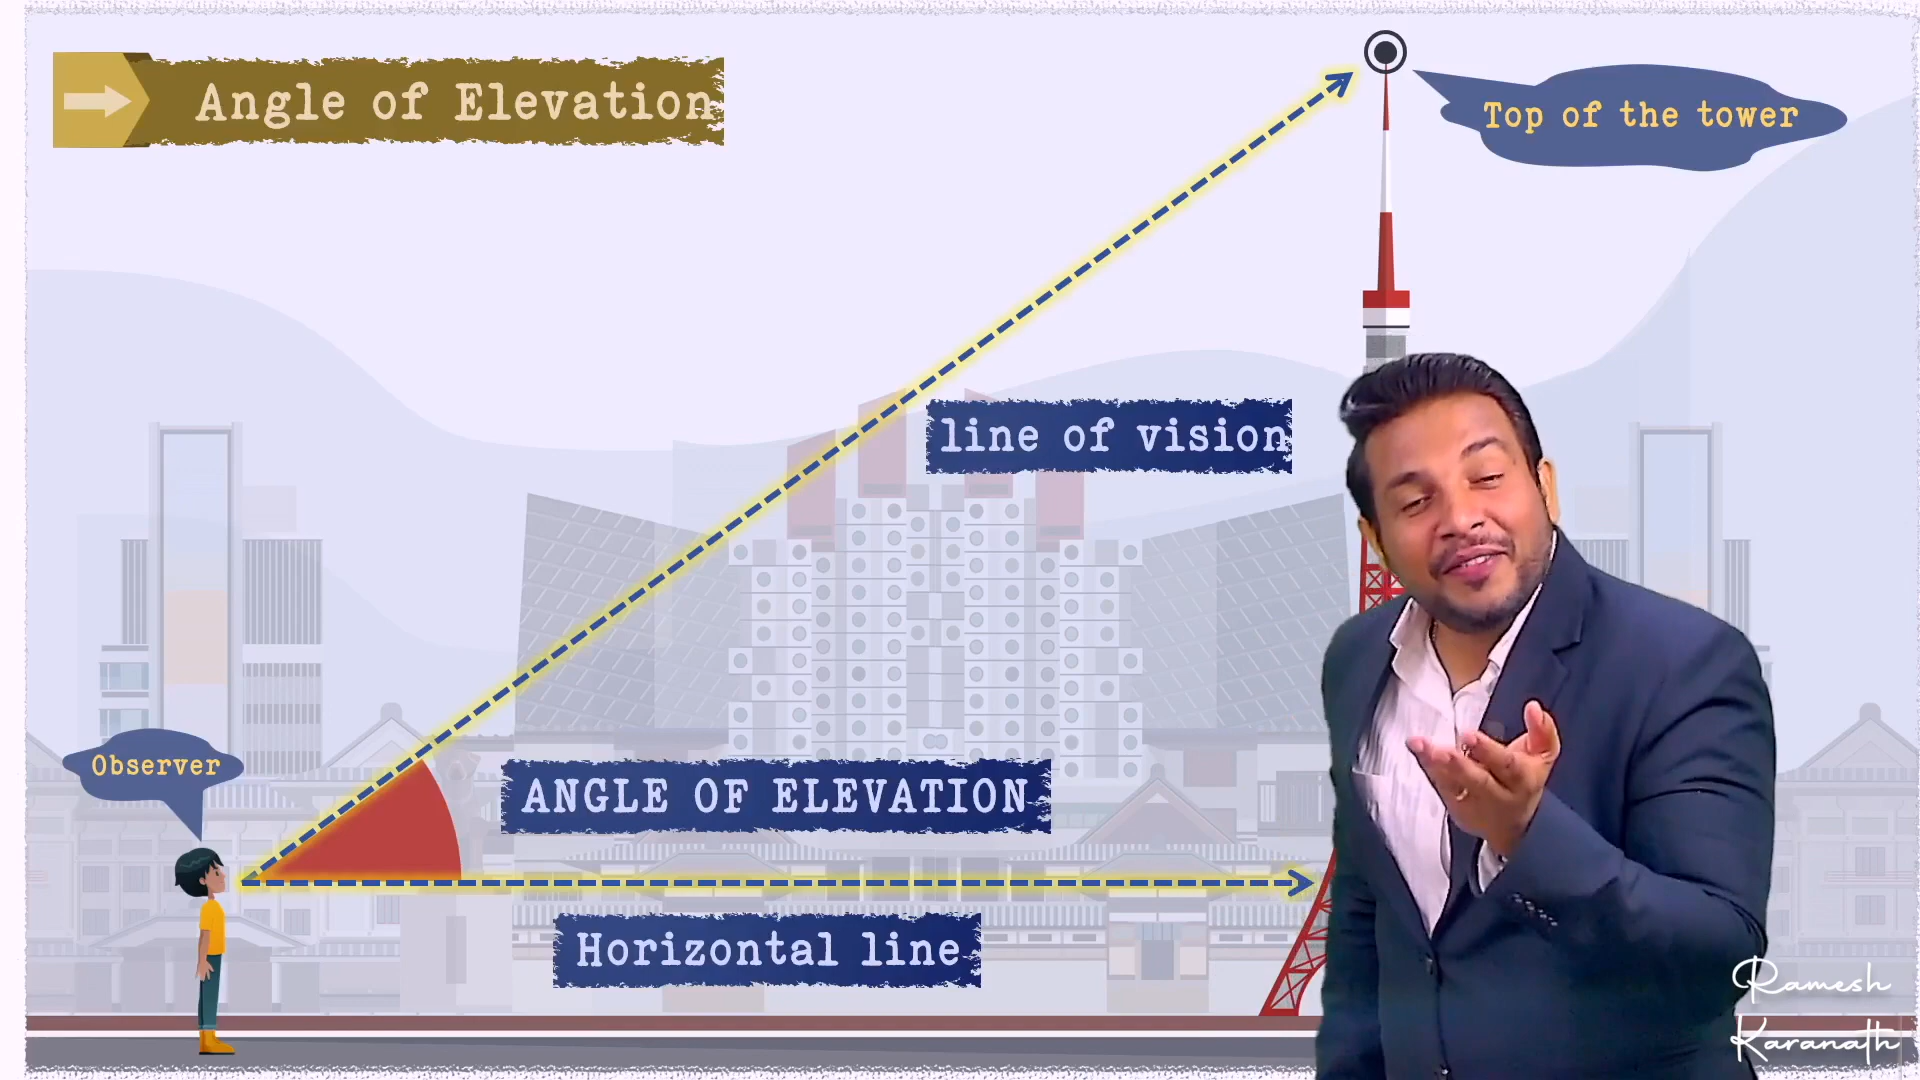 Angle of Elevation
Top of the tower
line of vision
Observer
ANGLE OF ELEVATION
Horizontal line
Ramesh
Karanath